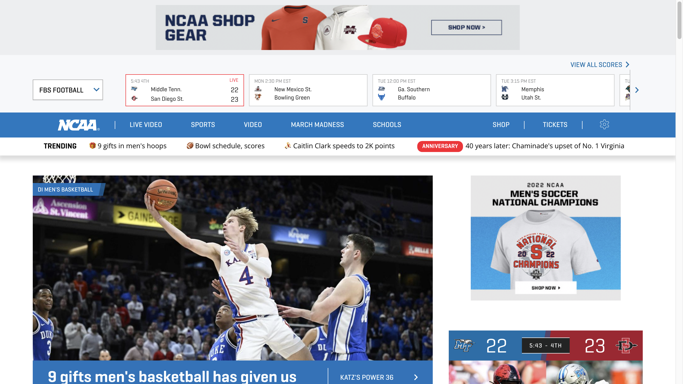 NCAA SHOP
GEAR
SHOP NOW >
VIEW ALL SCORES
FBS FOOTBALL
5:43 4TH LIVE
Middle Tenn. 22
San Diego St. 23
MON 2:30 PM EST
New Mexico St.
Bowling Green
TUE 12:00 PM EST
Ga. Southern
Buffalo
TUE 3:10 PM EST
Memphis
Utah St.
NCAA
LIVE VIDEO
SPORTS
VIDEO
MARCH MADNESS
SCHOOLS
SHOP
TICKETS
TRENDING
9 gifts in men's hoops
Bowl schedule, scores
Caitlin Clark speeds to 2K points
ANNIVERSARY
40 years later: Chaminade's upset of No. 1 Virginia
DI MEN'S BASKETBALL
Ascension
St. Vincent
GAINBRIDGE
Kroger
KANSAS
4
DUKE
DUKE
9 gifts men's basketball has given us
KATZ'S POWER 36
2022 NCAA
MEN'S SOCCER
NATIONAL CHAMPIONS
NATIONAL
20 S 22
CHAMPIONS
SHOP NOW
22
5:43 - 4TH
23